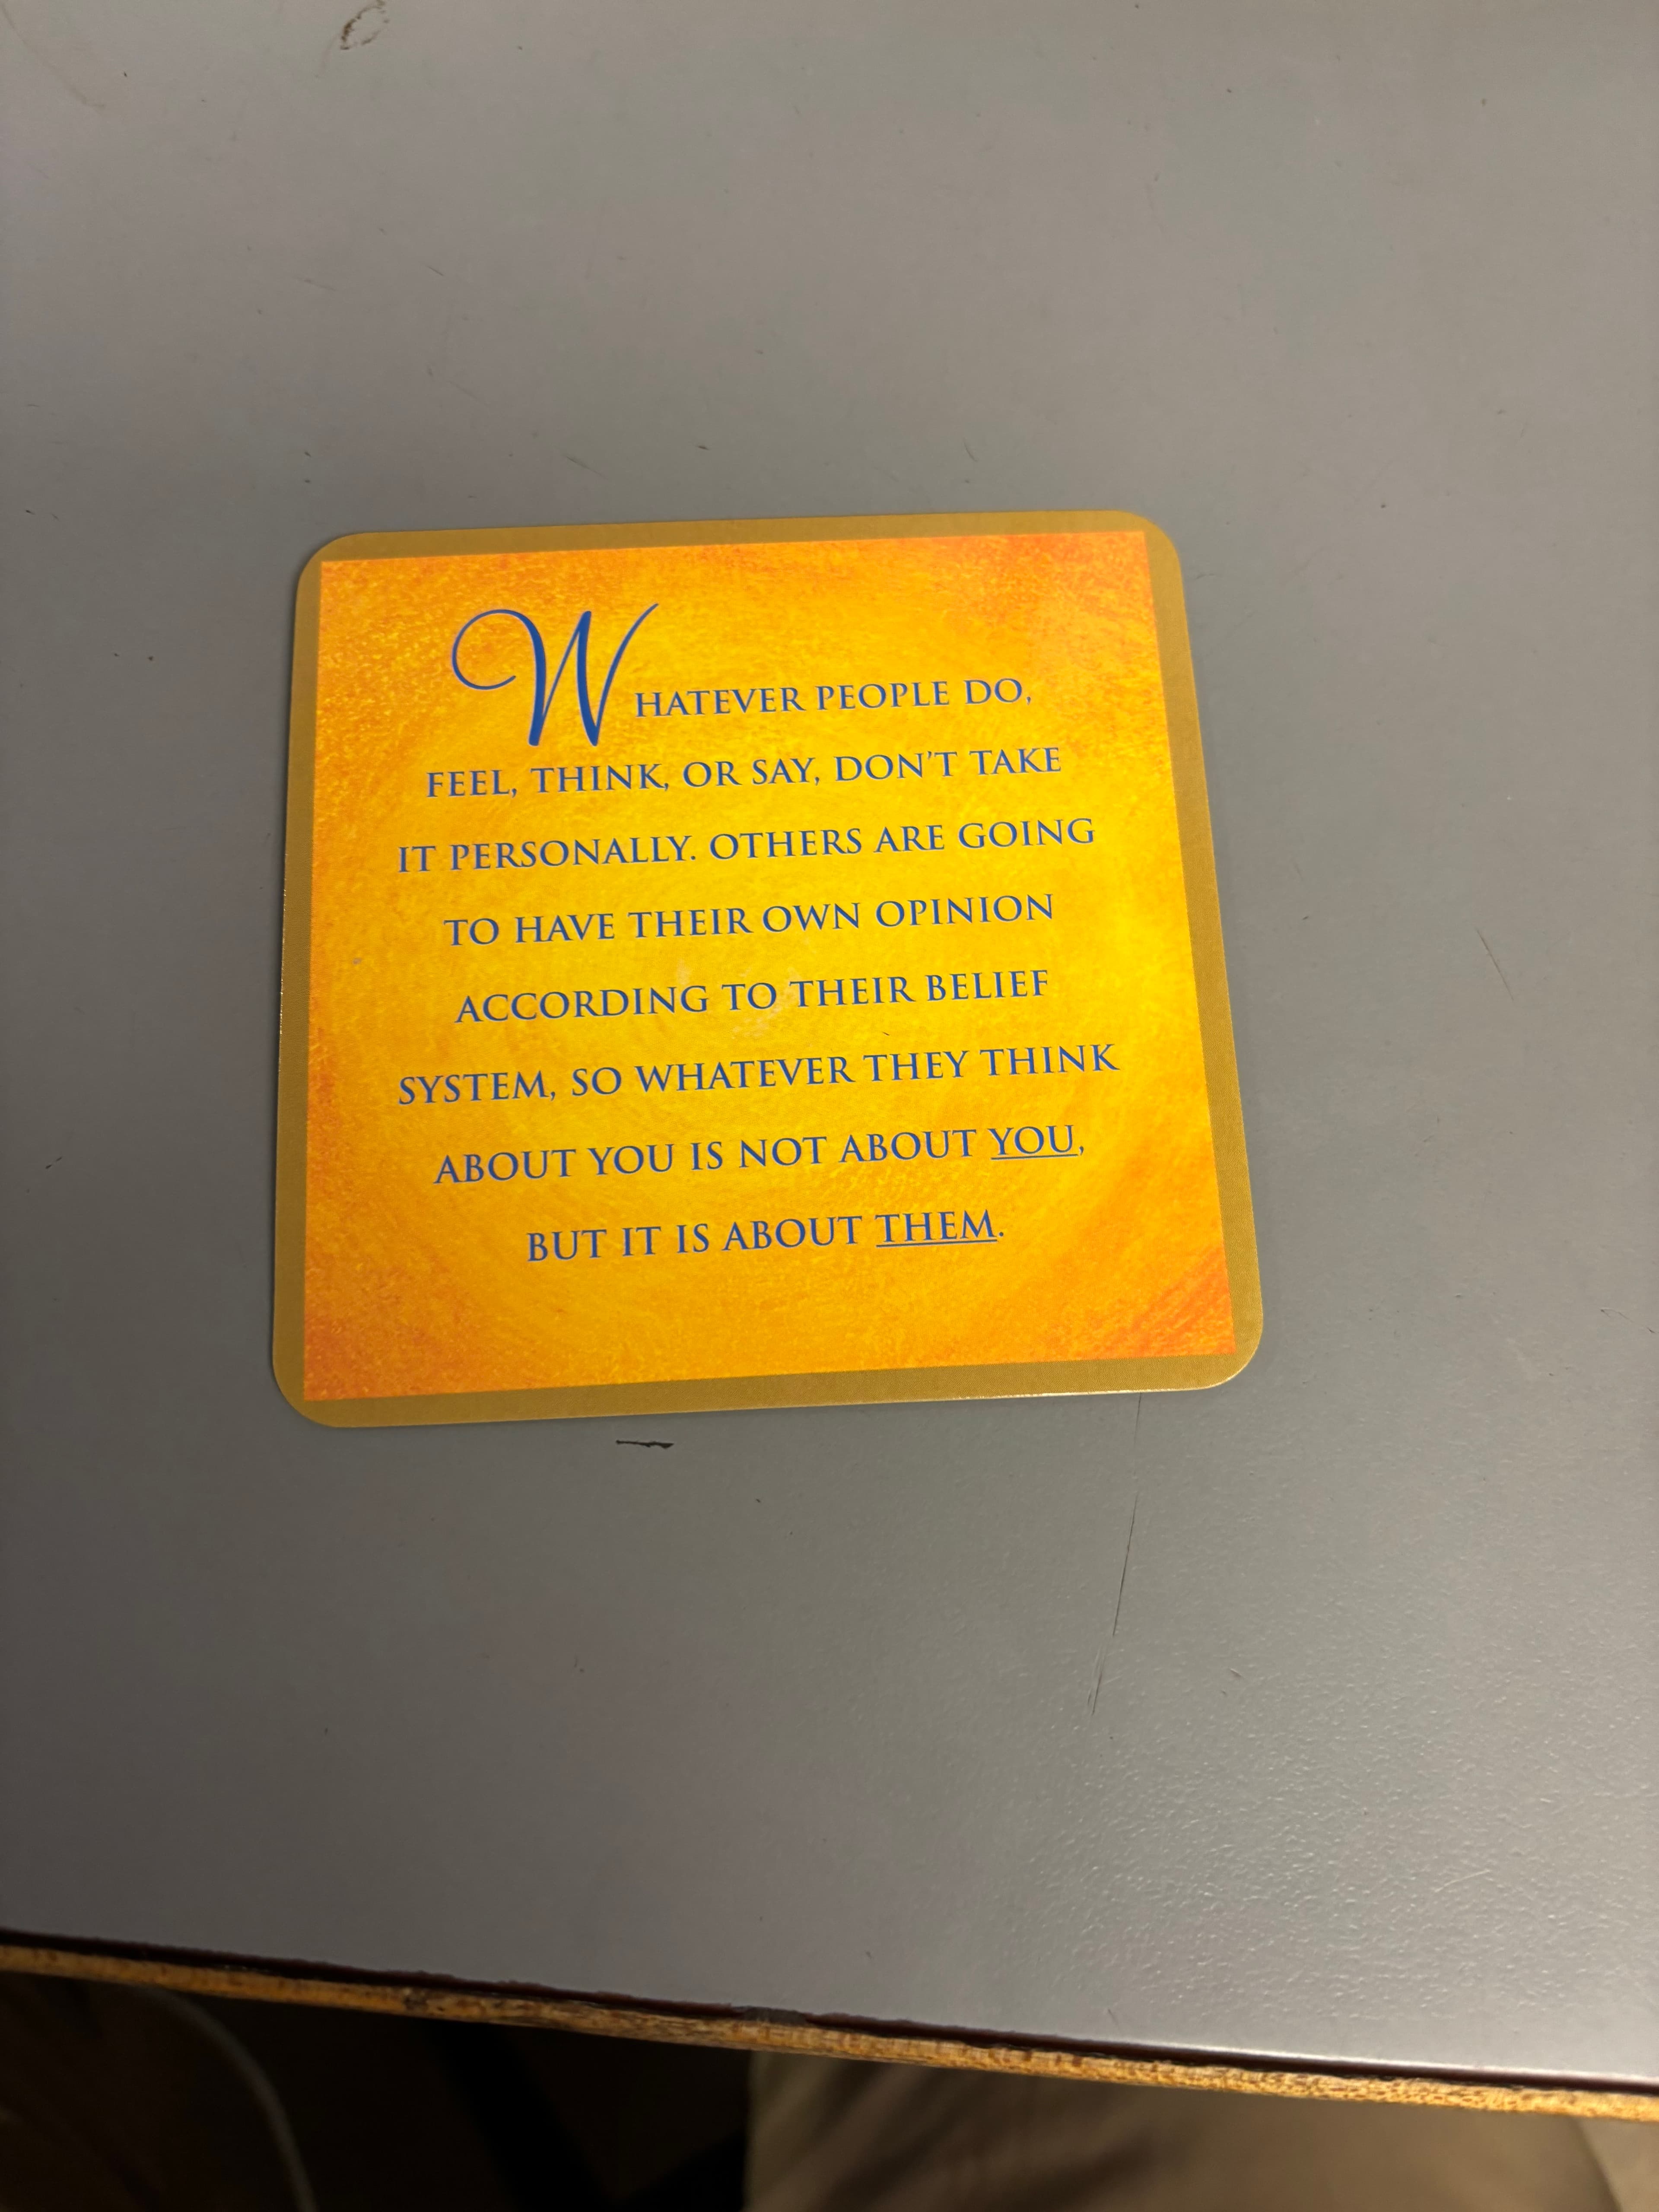 WHATEVER PEOPLE DO,
FEEL, THINK, OR SAY, DON'T TAKE
IT PERSONALLY. OTHERS ARE GOING
TO HAVE THEIR OWN OPINION
ACCORDING TO THEIR BELIEF
SYSTEM, SO WHATEVER THEY THINK
ABOUT YOU IS NOT ABOUT YOU,
BUT IT IS ABOUT THEM.